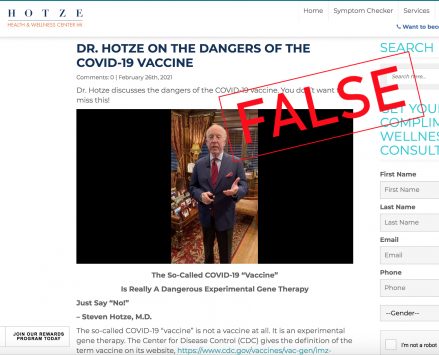 HOTZE
HEALTH & WELLNESS CENTER
Home Symptom Checker Services
Want to bec
DR. HOTZE ON THE DANGERS OF THE
COVID-19 VACCINE
Comments: 0 | February 26th, 2021
Dr. Hotze discusses the dangers of the COVID-19 vaccine. You don't want
miss this!
FALSE
SEARCH
Search here...
GET YOUR
COMPLIM
WELLNES
CONSULT
First Name
First Name
Last Name
Last Name
Email
Email
Phone
Phone
--Gender--
I'm not a robot
The So-Called COVID-19 "Vaccine"
Is Really A Dangerous Experimental Gene Therapy
Just Say "No!"
– Steven Hotze, M.D.
JOIN OUR REWARDS
PROGRAM TODAY
The so-called COVID-19 "vaccine" is not a vaccine at all. It is an experimental
gene therapy. The Center for Disease Control (CDC) gives the definition of the
term vaccine on its website, https://www.cdc.gov/vaccines/vac-gen/imz-